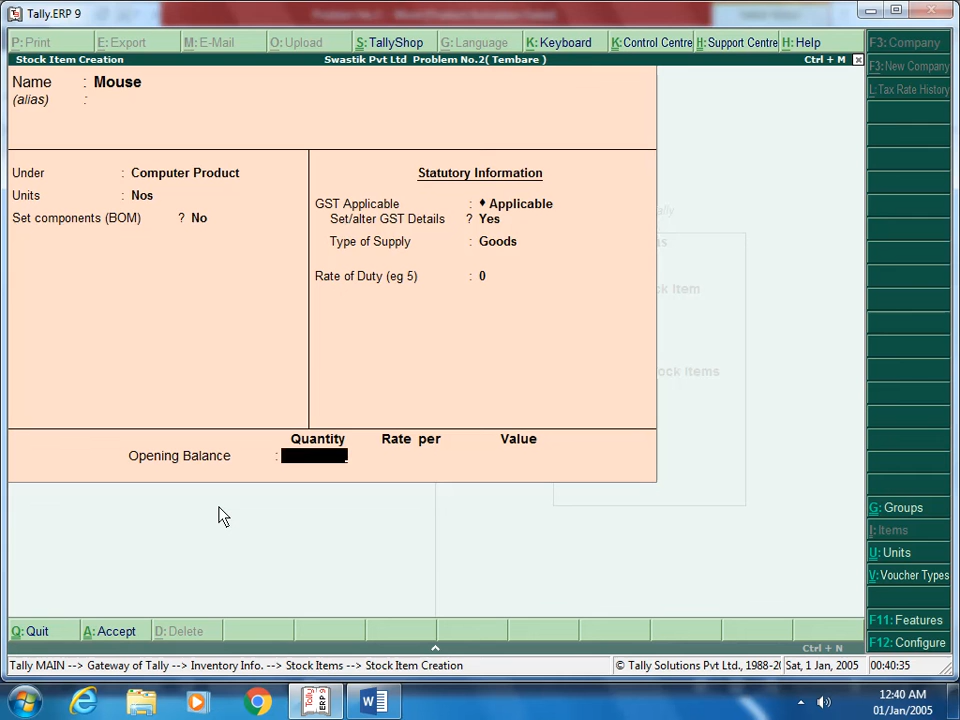 Tally.ERP 9
P: Print
E: Export
M: E-Mail
O: Upload
S: TallyShop
G: Language
K: Keyboard
K: Control Centre
H: Support Centre
H: Help
F3: Company
F3: New Company
L: Tax Rate History
Stock Item Creation
Swastik Pvt Ltd Problem No.2( Tembare )
Ctrl + M
Name : Mouse
(alias) :
Under : Computer Product
Units : Nos
Set components (BOM) ? No
Statutory Information
GST Applicable : ♦ Applicable
Set/alter GST Details ? Yes
Type of Supply : Goods
Rate of Duty (eg 5) : 0
Quantity Rate per Value
Opening Balance :
G: Groups
I: Items
U: Units
V: Voucher Types
F11: Features
F12: Configure
Q: Quit
A: Accept
D: Delete
Ctrl + N
Tally MAIN --> Gateway of Tally --> Inventory Info. --> Stock Items --> Stock Item Creation
© Tally Solutions Pvt Ltd., 1988-20
Sat, 1 Jan, 2005
00:40:35
Tally ERP 9
12:40 AM
01/Jan/2005